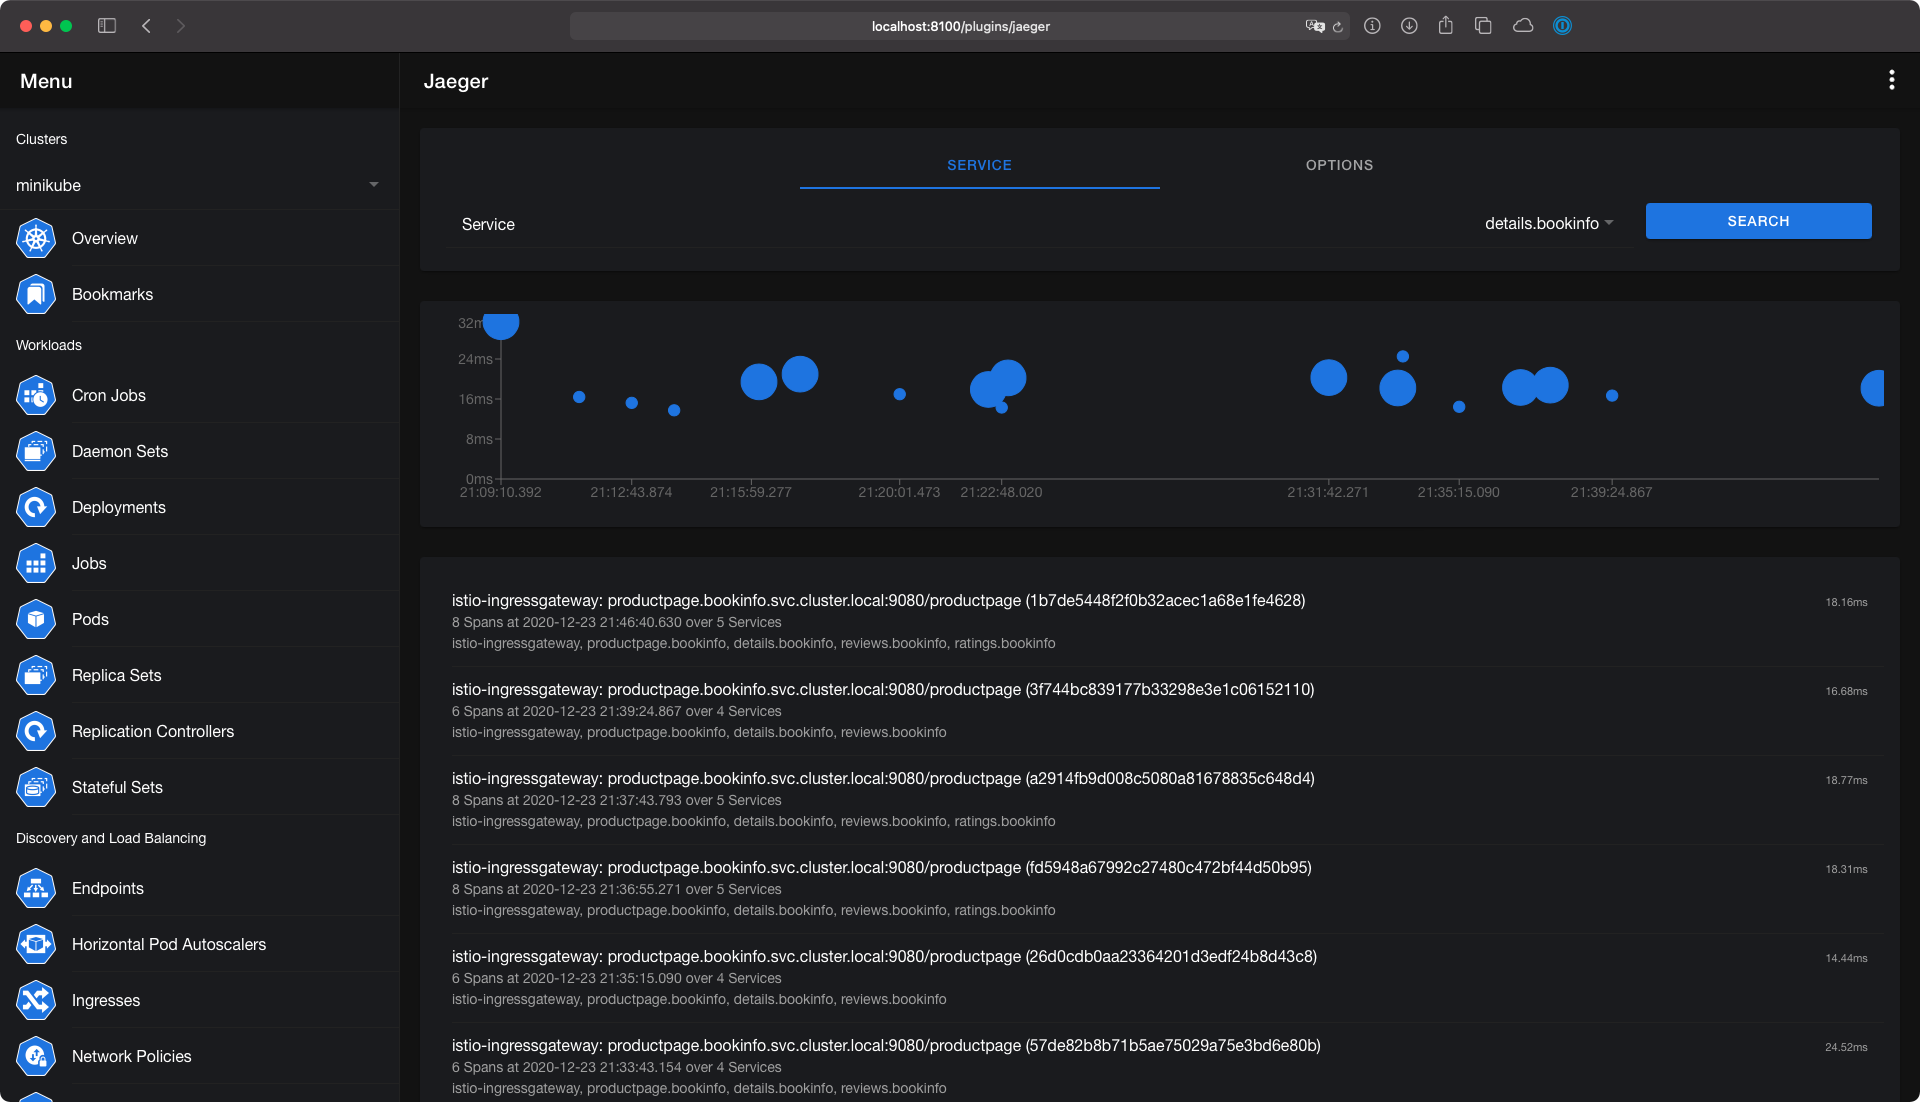 localhost:8100/plugins/jaeger
Menu
Jaeger
Clusters
minikube
Overview
Bookmarks
Workloads
Cron Jobs
Daemon Sets
Deployments
Jobs
Pods
Replica Sets
Replication Controllers
Stateful Sets
Discovery and Load Balancing
Endpoints
Horizontal Pod Autoscalers
Ingresses
Network Policies
SERVICE OPTIONS
Service details.bookinfo SEARCH
32m
24ms
16ms
8ms
0ms
21:09:10.392 21:12:43.874 21:15:59.277 21:20:01.473 21:22:48.020 21:31:42.271 21:35:15.090 21:39:24.867
istio-ingressgateway: productpage.bookinfo.svc.cluster.local:9080/productpage (1b7de5448f2f0b32acec1a68e1fe4628) 18.16ms
8 Spans at 2020-12-23 21:46:40.630 over 5 Services
istio-ingressgateway, productpage.bookinfo, details.bookinfo, reviews.bookinfo, ratings.bookinfo
istio-ingressgateway: productpage.bookinfo.svc.cluster.local:9080/productpage (3f744bc839177b33298e3e1c06152110) 16.68ms
6 Spans at 2020-12-23 21:39:24.867 over 4 Services
istio-ingressgateway, productpage.bookinfo, details.bookinfo, reviews.bookinfo
istio-ingressgateway: productpage.bookinfo.svc.cluster.local:9080/productpage (a2914fb9d008c5080a81678835c648d4) 18.77ms
8 Spans at 2020-12-23 21:37:43.793 over 5 Services
istio-ingressgateway, productpage.bookinfo, details.bookinfo, reviews.bookinfo, ratings.bookinfo
istio-ingressgateway: productpage.bookinfo.svc.cluster.local:9080/productpage (fd5948a67992c27480c472bf44d50b95) 18.31ms
8 Spans at 2020-12-23 21:36:55.271 over 5 Services
istio-ingressgateway, productpage.bookinfo, details.bookinfo, reviews.bookinfo, ratings.bookinfo
istio-ingressgateway: productpage.bookinfo.svc.cluster.local:9080/productpage (26d0cdb0aa23364201d3edf24b8d43c8) 14.44ms
6 Spans at 2020-12-23 21:35:15.090 over 4 Services
istio-ingressgateway, productpage.bookinfo, details.bookinfo, reviews.bookinfo
istio-ingressgateway: productpage.bookinfo.svc.cluster.local:9080/productpage (57de82b8b71b5ae75029a75e3bd6e80b) 24.52ms
6 Spans at 2020-12-23 21:33:43.154 over 4 Services
istio-ingressgateway, productpage.bookinfo, details.bookinfo, reviews.bookinfo